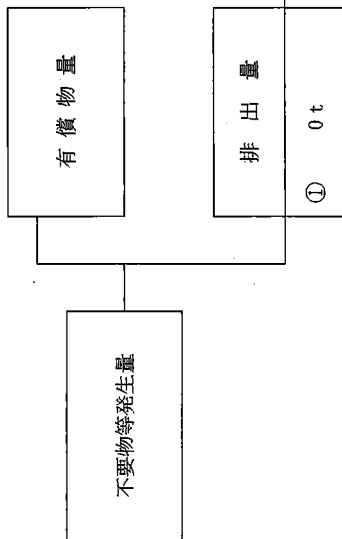 有償物量
排出量
① 0t
不要物等発生量